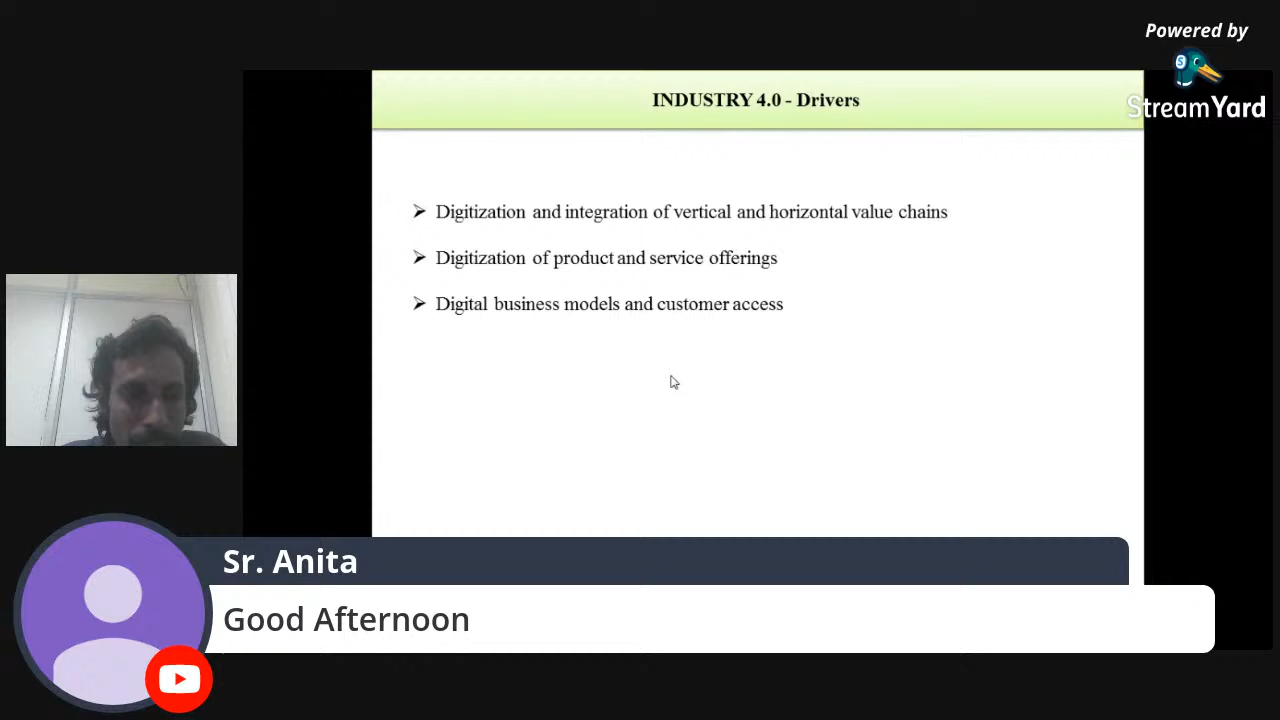 Powered by
StreamYard
INDUSTRY 4.0 - Drivers
➢ Digitization and integration of vertical and horizontal value chains
➢ Digitization of product and service offerings
➢ Digital business models and customer access
Sr. Anita
Good Afternoon